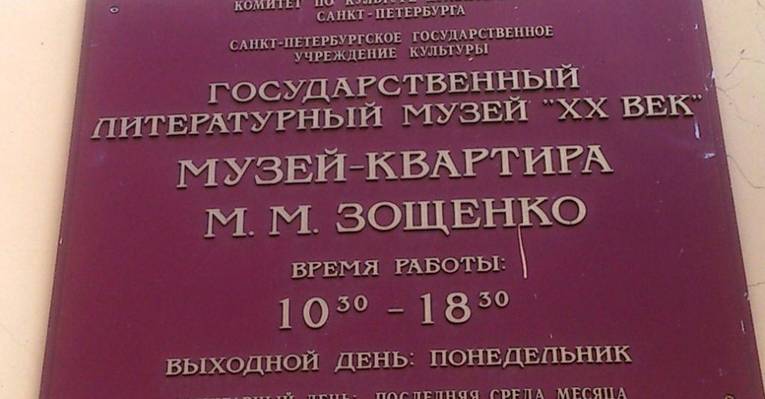 КОМИТЕТ ПО КУЛЬТУРЕ
САНКТ-ПЕТЕРБУРГА
САНКТ-ПЕТЕРБУРГСКОЕ ГОСУДАРСТВЕННОЕ
УЧРЕЖДЕНИЕ КУЛЬТУРЫ
ГОСУДАРСТВЕННЫЙ
ЛИТЕРАТУРНЫЙ МУЗЕЙ "XX ВЕК"
МУЗЕЙ-КВАРТИРА
М. М. ЗОЩЕНКО
ВРЕМЯ РАБОТЫ:
10³⁰ - 18³⁰
ВЫХОДНОЙ ДЕНЬ: ПОНЕДЕЛЬНИК
ДЕНЬ: ПОСЛЕДНЯЯ СРЕДА МЕСЯЦА